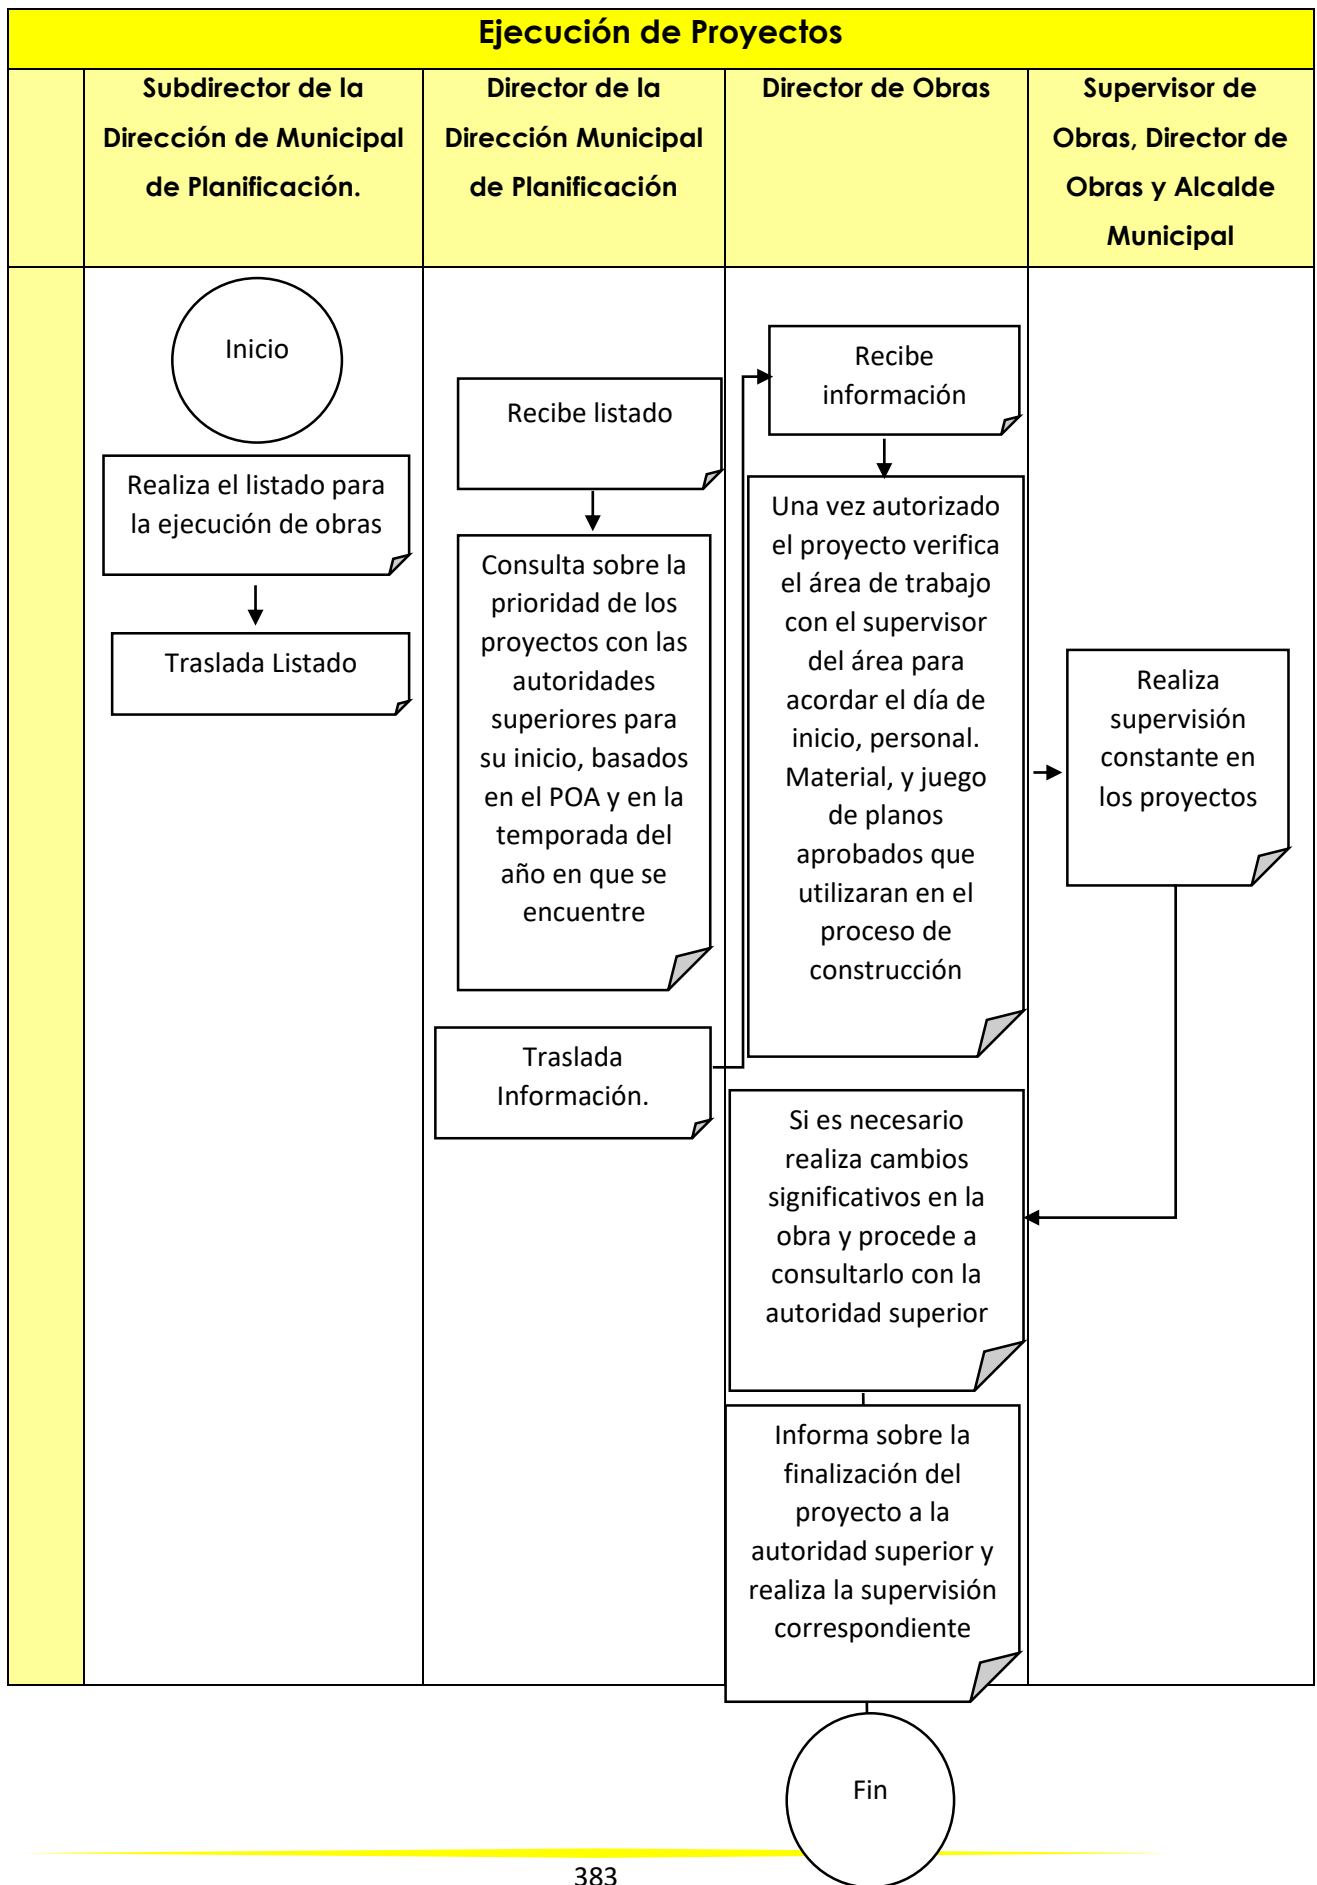 Ejecución de Proyectos
Subdirector de la
Dirección de Municipal
de Planificación.
Director de la
Dirección Municipal
de Planificación
Director de Obras
Supervisor de
Obras, Director de
Obras y Alcalde
Municipal
Inicio
Realiza el listado para
la ejecución de obras
Traslada Listado
Recibe listado
Consulta sobre la
prioridad de los
proyectos con las
autoridades
superiores para
su inicio, basados
en el POA y en la
temporada del
año en que se
encuentre
Traslada
Información.
Recibe
información
Una vez autorizado
el proyecto verifica
el área de trabajo
con el supervisor
del área para
acordar el día de
inicio, personal.
Material, y juego
de planos
aprobados que
utilizaran en el
proceso de
construcción
Realiza
supervisión
constante en
los proyectos
Si es necesario
realiza cambios
significativos en la
obra y procede a
consultarlo con la
autoridad superior
Informa sobre la
finalización del
proyecto a la
autoridad superior y
realiza la supervisión
correspondiente
Fin
383